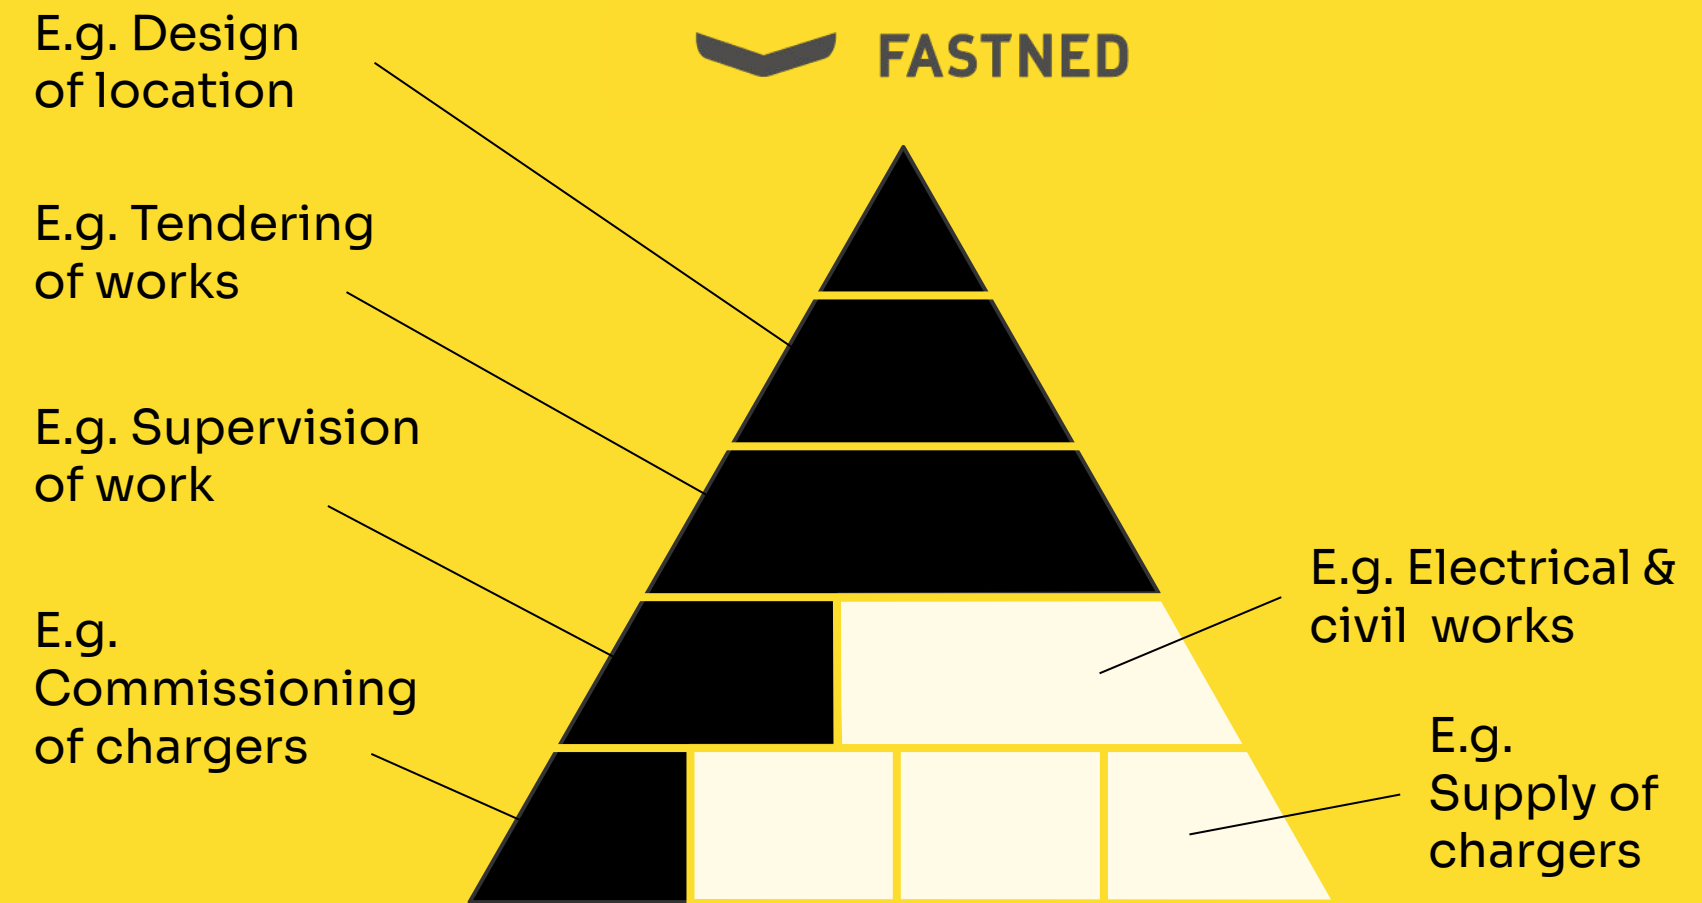 FASTNED
E.g. Design
of location
E.g. Tendering
of works
E.g. Supervision
of work
E.g.
Commissioning
of chargers
E.g. Electrical &
civil  works
E.g.
Supply of
chargers